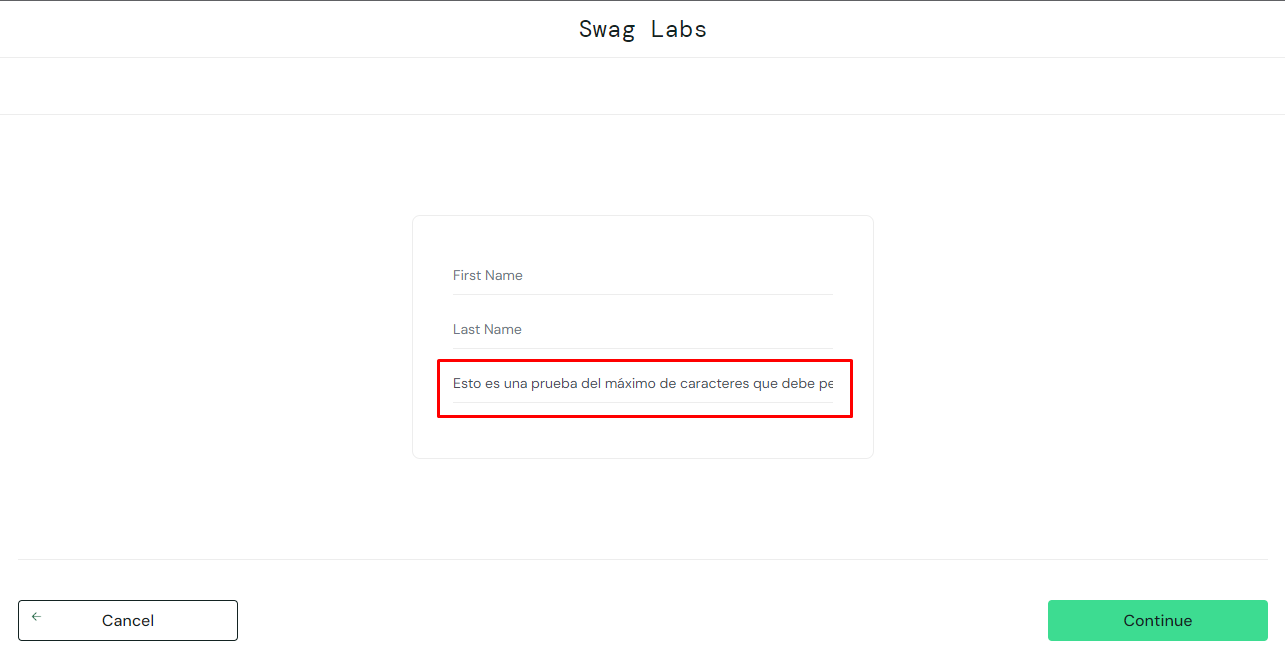 Swag Labs
First Name
Last Name
Esto es una prueba del máximo de caracteres que debe pe
Cancel
Continue